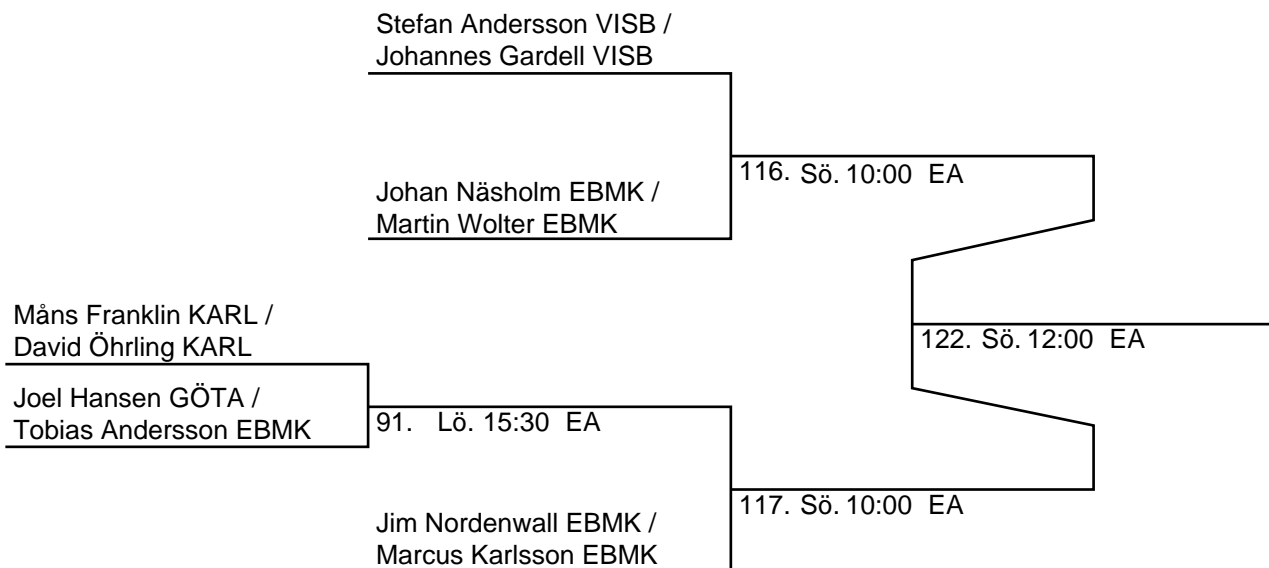 Stefan Andersson VISB /
Johannes Gardell VISB
116. Sö. 10:00 EA
Johan Näsholm EBMK /
Martin Wolter EBMK
Måns Franklin KARL /
David Öhrling KARL
122. Sö. 12:00 EA
Joel Hansen GÖTA /
Tobias Andersson EBMK
91. Lö. 15:30 EA
117. Sö. 10:00 EA
Jim Nordenwall EBMK /
Marcus Karlsson EBMK